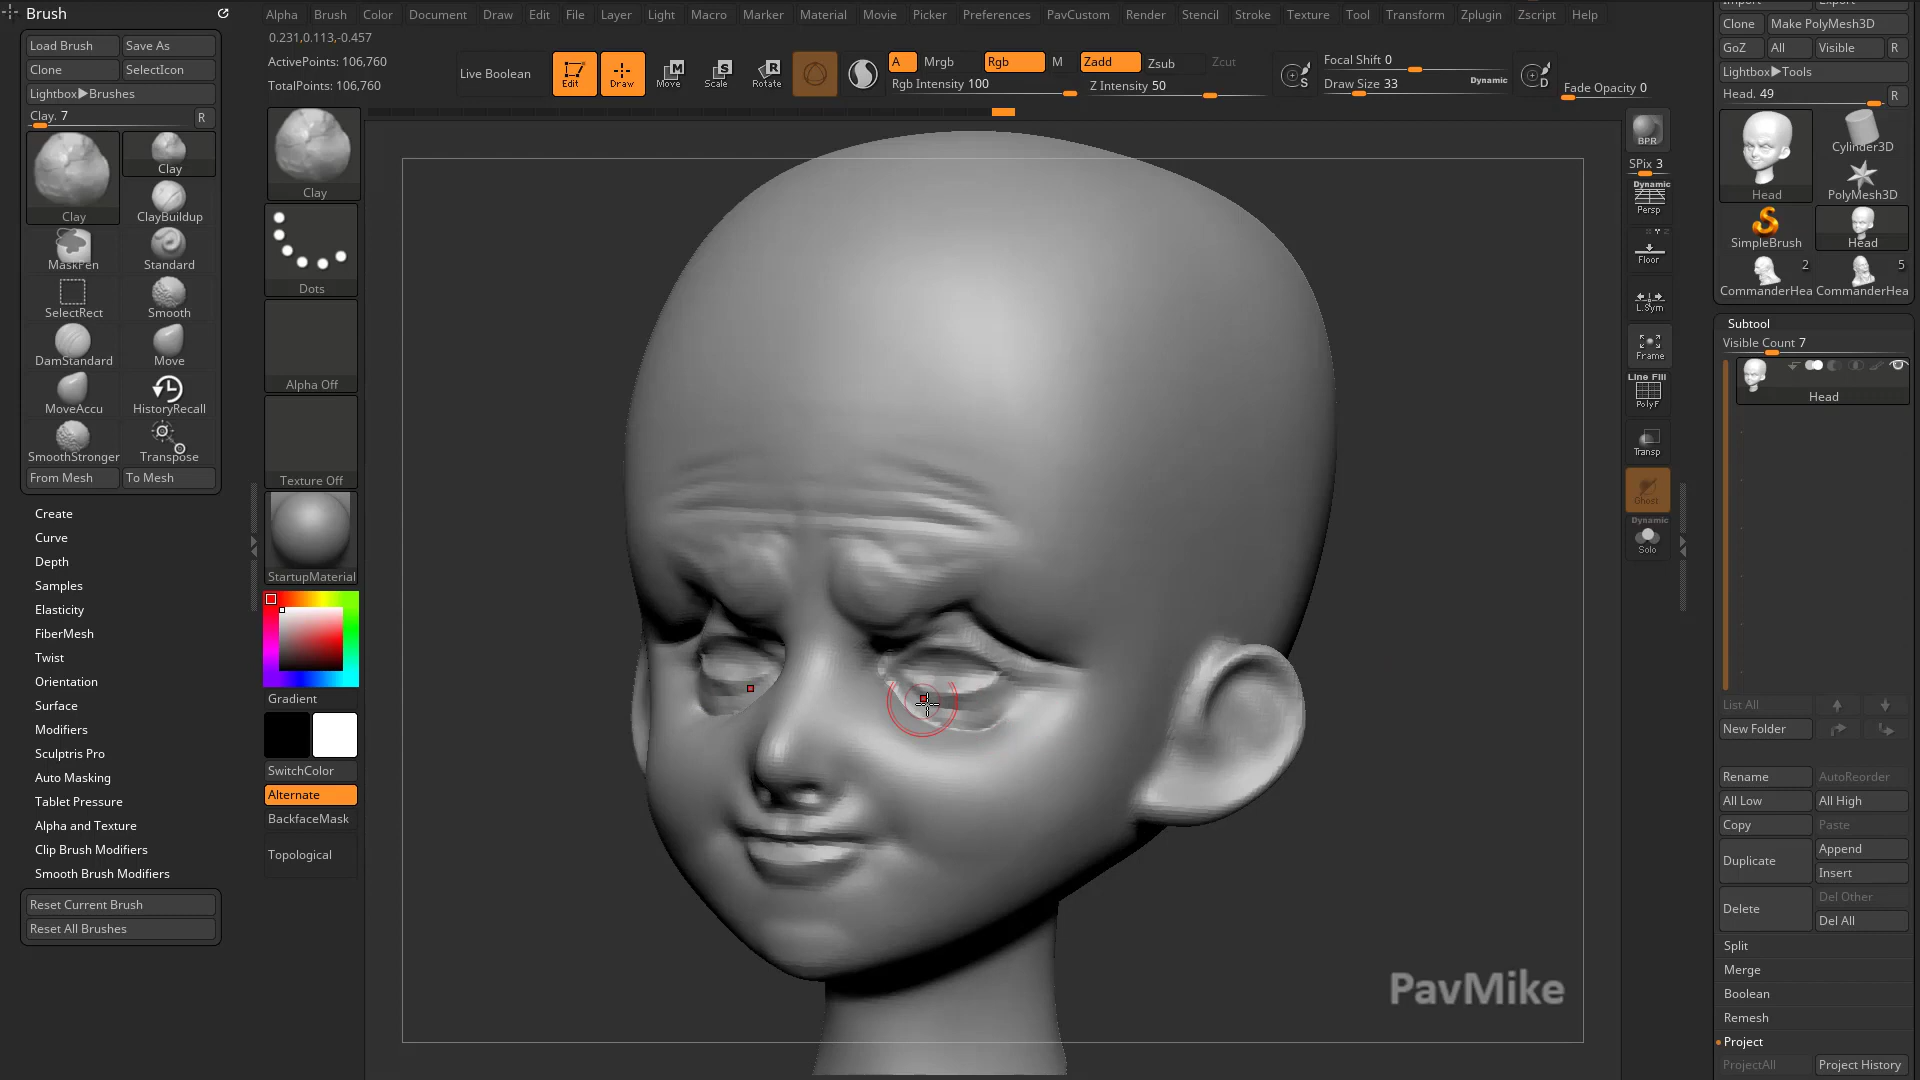 Brush
Alpha Brush Color Document Draw Edit File Layer Light Macro Marker Material Movie Picker Preferences PavCustom Render Stencil Stroke Texture Tool Transform Zplugin Zscript Help
0.231,0.113,-0.457
ActivePoints: 106,760
TotalPoints: 106,760
Live Boolean
Edit
Draw
Move
Scale
Rotate
A Mrgb Rgb M Zadd Zsub Zcut
Rgb Intensity 100 Z Intensity 50
Focal Shift 0
Draw Size 33 Dynamic
Fade Opacity 0
Load Brush Save As
Clone SelectIcon
Lightbox▶Brushes
Clay. 7 R
Clay
Clay
ClayBuildup
MaskPen Standard
SelectRect Smooth
DamStandard Move
MoveAccu HistoryRecall
SmoothStronger Transpose
From Mesh To Mesh
Create
Curve
Depth
Samples
Elasticity
FiberMesh
Twist
Orientation
Surface
Modifiers
Sculptris Pro
Auto Masking
Tablet Pressure
Alpha and Texture
Clip Brush Modifiers
Smooth Brush Modifiers
Reset Current Brush
Reset All Brushes
Clay
Dots
Alpha Off
Texture Off
StartupMaterial
Gradient
SwitchColor
Alternate
BackfaceMask
Topological
PavMike
BPR
SPix 3
Dynamic
Persp
Floor
L.Sym
Frame
Line Fill
PolyF
Transp
Ghost
Dynamic
Solo
Import Export
Clone Make PolyMesh3D
GoZ All Visible R
Lightbox▶Tools
Head. 49 R
Head
Cylinder3D
PolyMesh3D
SimpleBrush Head
2 5
CommanderHea CommanderHea
Subtool
Visible Count 7
Head
List All
New Folder
Rename AutoReorder
All Low All High
Copy Paste
Duplicate
Append
Insert
Delete
Del Other
Del All
Split
Merge
Boolean
Remesh
Project
ProjectAll Project History